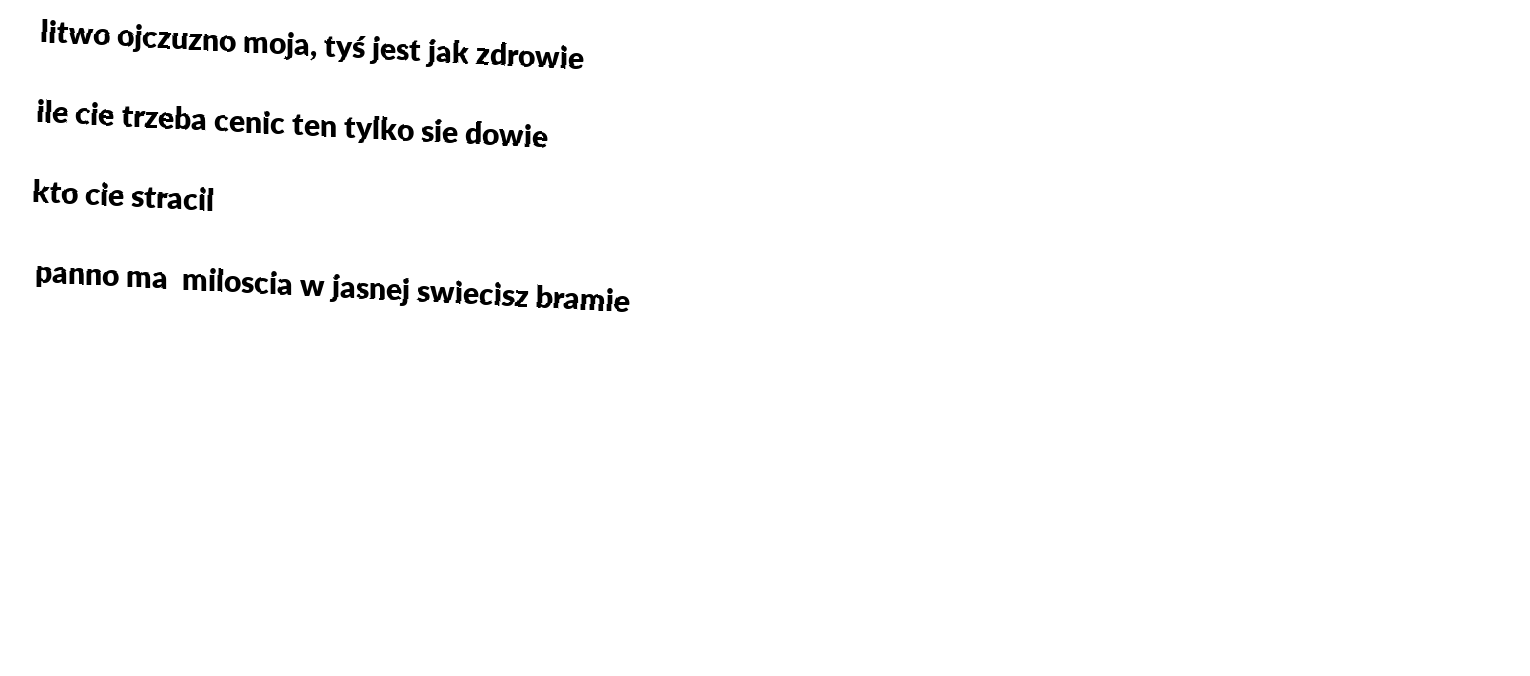 litwo ojczuzno moja, tyś jest jak zdrowie
ile cie trzeba cenic ten tylko sie dowie
kto cie stracil
panno ma  miloscia w jasnej swiecisz bramie